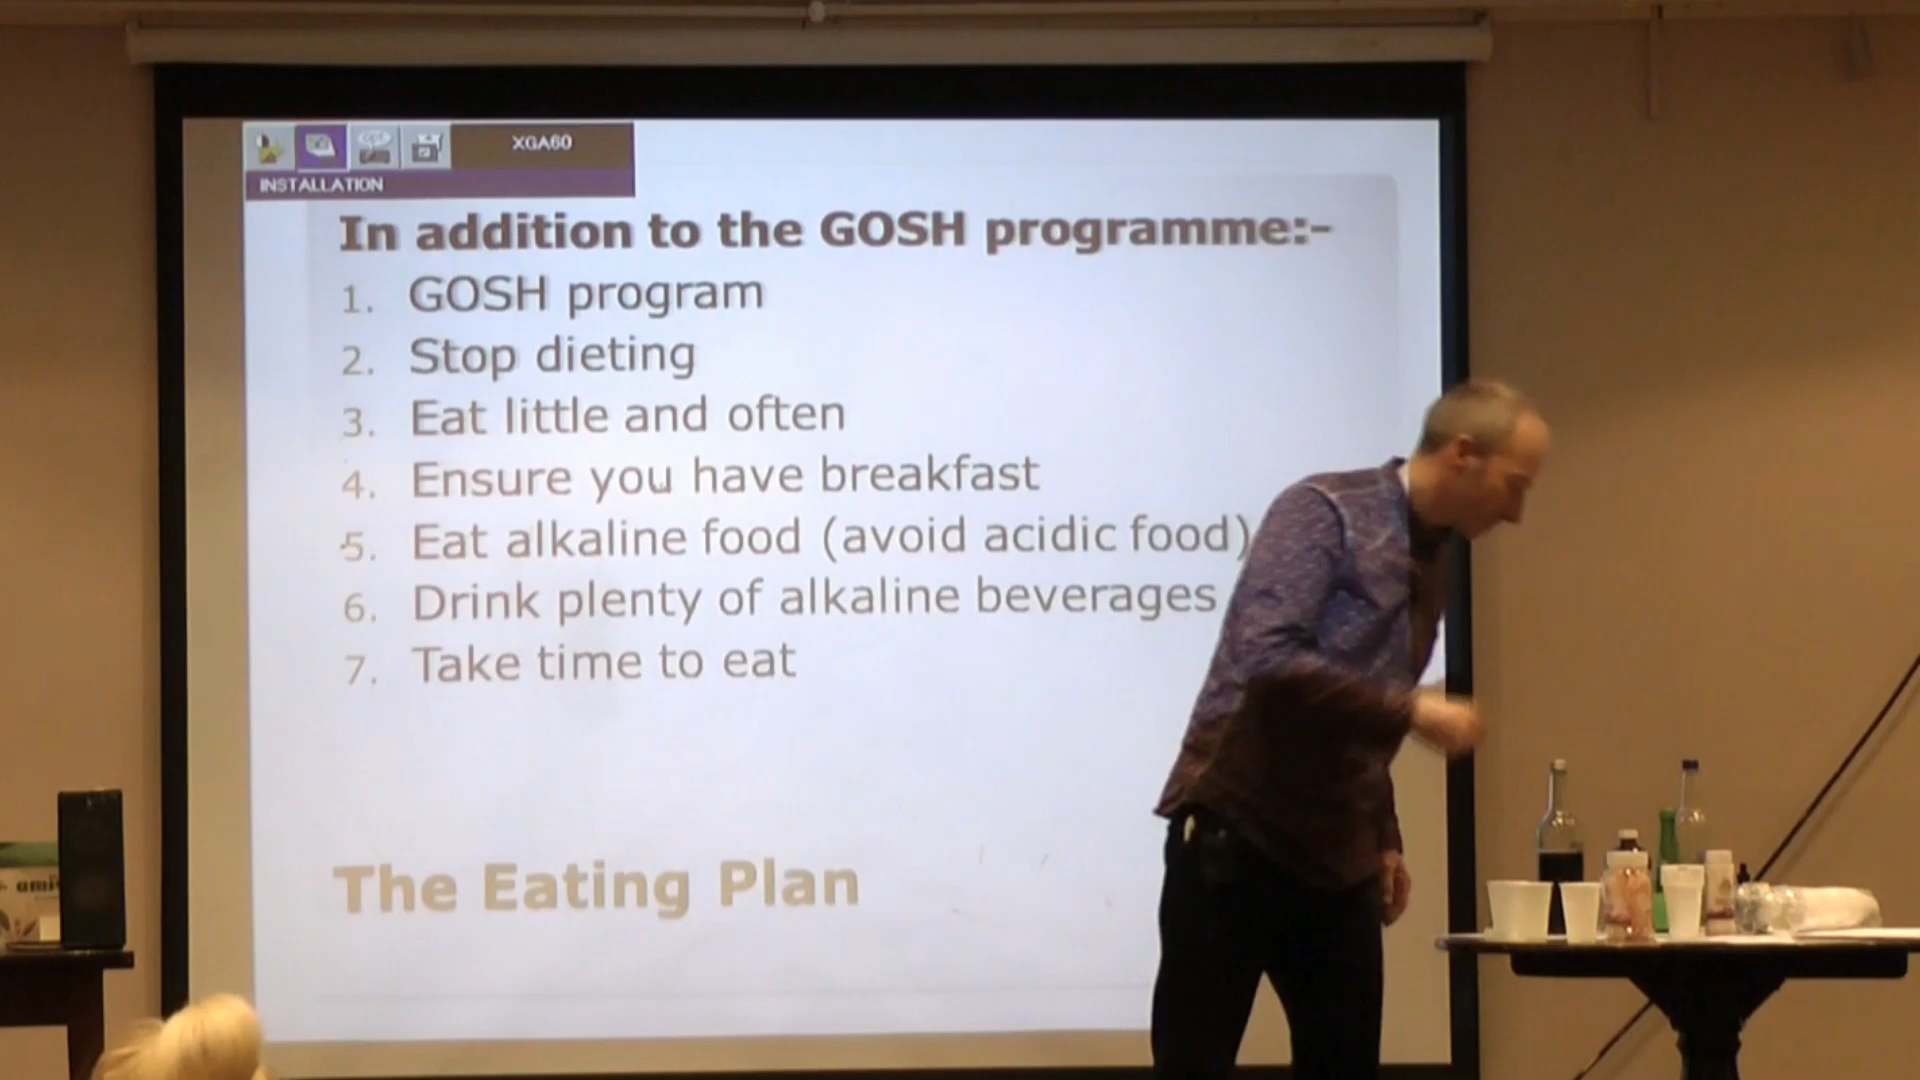 XGA60
INSTALLATION
In addition to the GOSH programme:-
1. GOSH program
2. Stop dieting
3. Eat little and often
4. Ensure you have breakfast
5. Eat alkaline food (avoid acidic food)
6. Drink plenty of alkaline beverages
7. Take time to eat
The Eating Plan